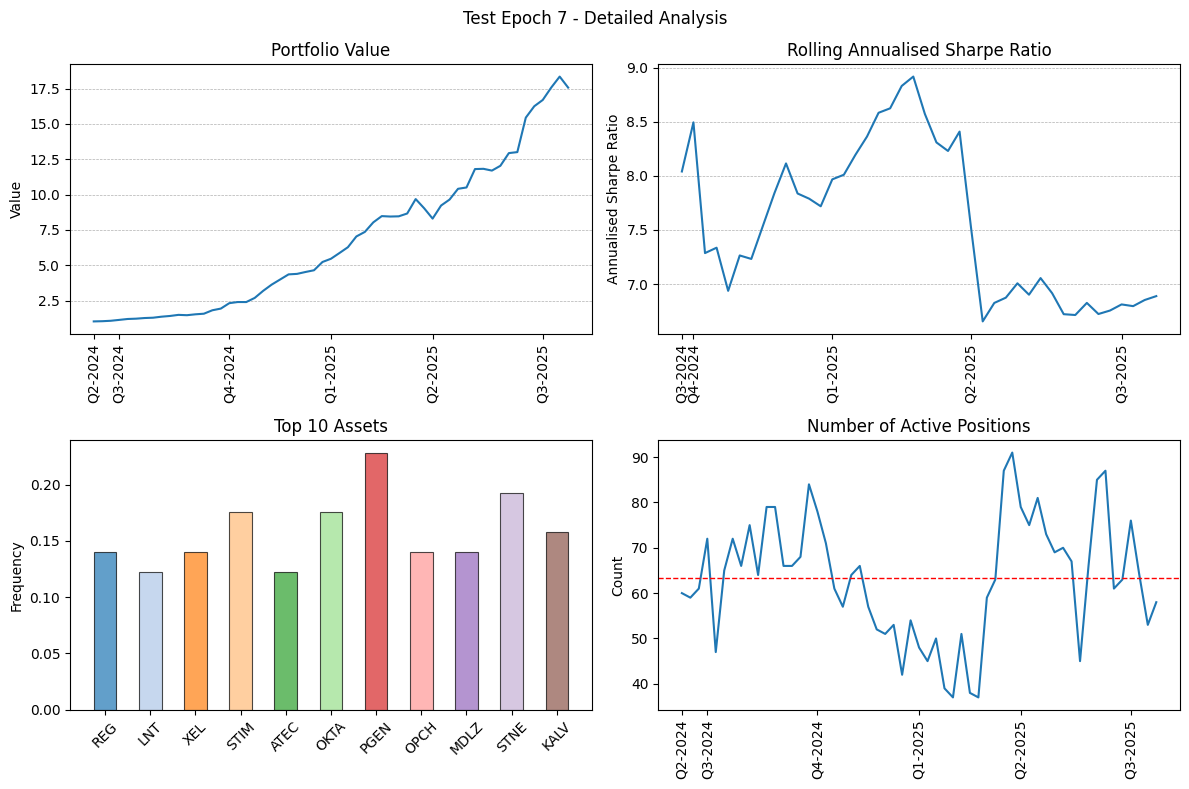 Test Epoch 7 - Detailed Analysis
Portfolio Value
Value
17.5
15.0
12.5
10.0
7.5
5.0
2.5
Q2-2024
Q3-2024
Q4-2024
Q1-2025
Q2-2025
Q3-2025
Rolling Annualised Sharpe Ratio
Annualised Sharpe Ratio
9.0
8.5
8.0
7.5
7.0
Q3-2024
Q4-2024
Q1-2025
Q2-2025
Q3-2025
Top 10 Assets
Frequency
0.20
0.15
0.10
0.05
0.00
REG
LNT
XEL
STIM
ATEC
OKTA
PGEN
OPCH
MDLZ
STNE
KALV
Number of Active Positions
Count
90
80
70
60
50
40
Q2-2024
Q3-2024
Q4-2024
Q1-2025
Q2-2025
Q3-2025